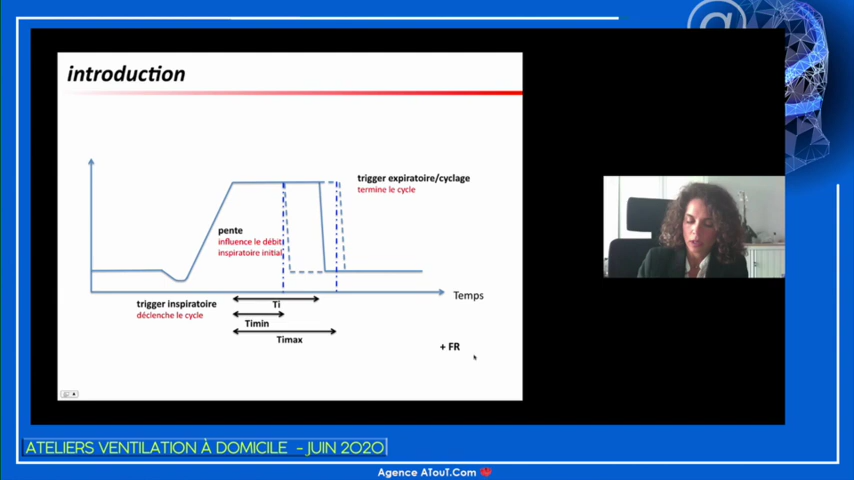 introduction
trigger expiratoire/cyclage
termine le cycle
pente
influence le débit
inspiratoire initial
Temps
trigger inspiratoire
déclenche le cycle
Ti
Timin
Timax
+ FR
ATELIERS VENTILATION À DOMICILE - JUIN 2020
Agence ATouT.Com